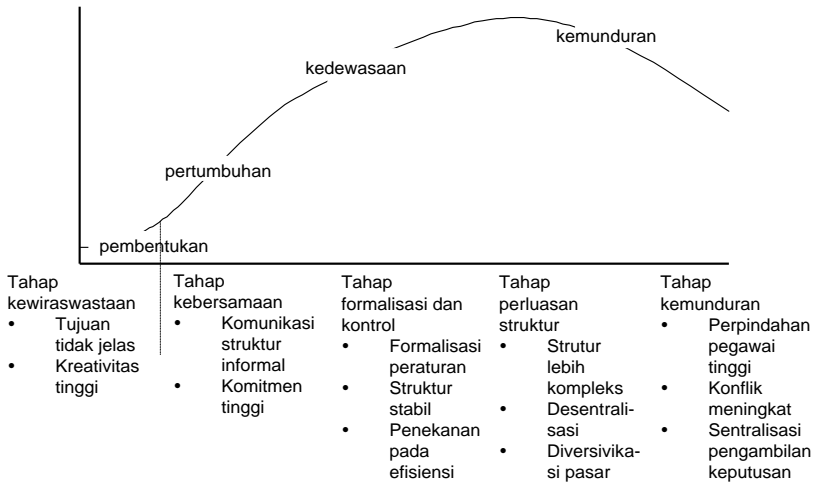 kemunduran
kedewasaan
pertumbuhan
pembentukan
Tahap
kewiraswastaan
• Tujuan
tidak jelas
• Kreativitas
tinggi
Tahap
kebersamaan
• Komunikasi
struktur
informal
• Komitmen
tinggi
Tahap
formalisasi dan
kontrol
• Formalisasi
peraturan
• Struktur
stabil
• Penekanan
pada
efisiensi
Tahap
perluasan
struktur
• Strutur
lebih
kompleks
• Desentrali-
sasi
• Diversivika-
si pasar
Tahap
kemunduran
• Perpindahan
pegawai
tinggi
• Konflik
meningkat
• Sentralisasi
pengambilan
keputusan